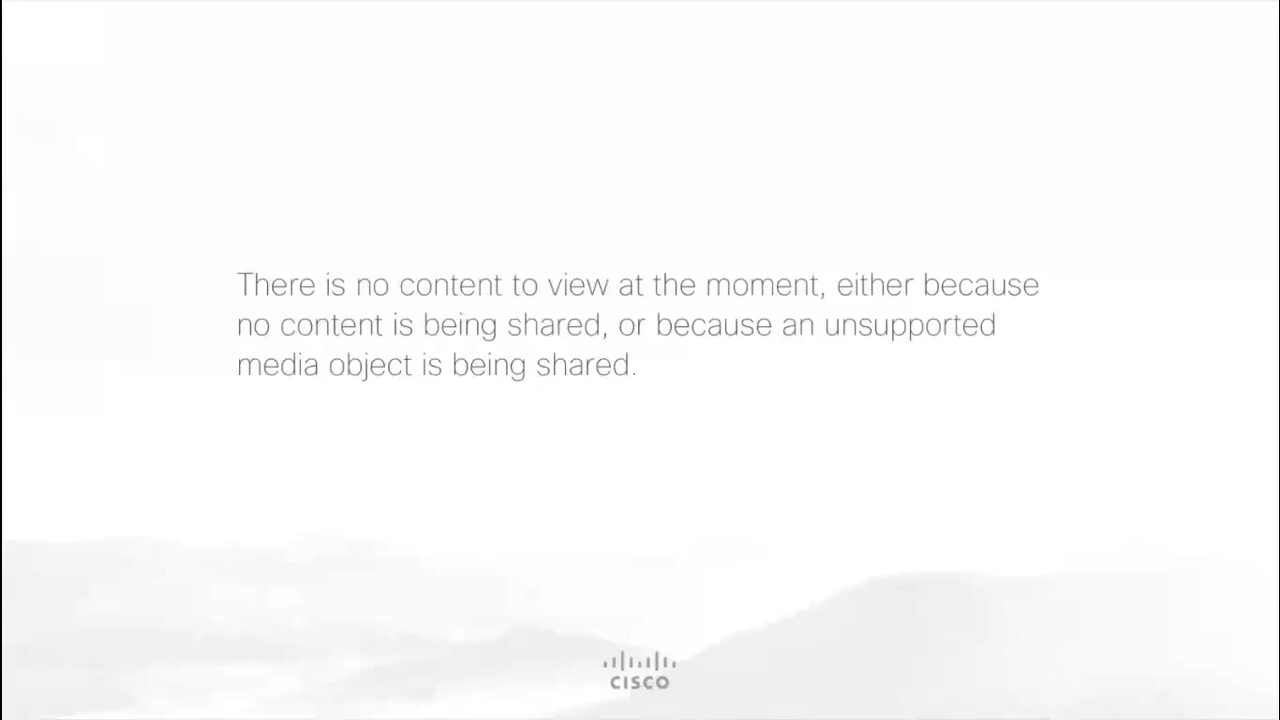 There is no content to view at the moment, either because
no content is being shared, or because an unsupported
media object is being shared.
CISCO